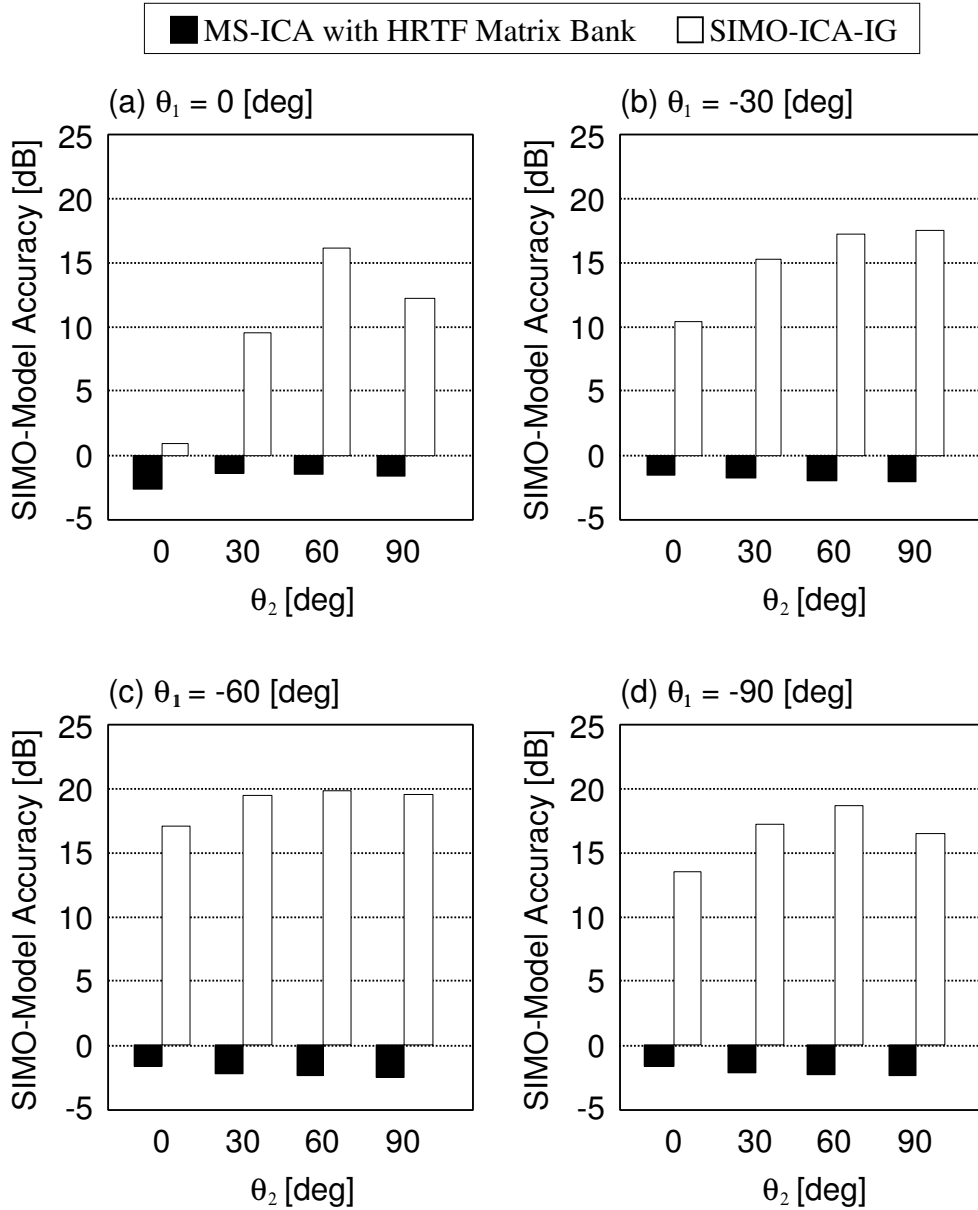 MS-ICA with HRTF Matrix Bank
SIMO-ICA-IG
(a) θ1 = 0 [deg]
SIMO-Model Accuracy [dB]
25
20
15
10
5
0
-5
0 30 60 90
θ2 [deg]
(b) θ1 = -30 [deg]
SIMO-Model Accuracy [dB]
25
20
15
10
5
0
-5
0 30 60 90
θ2 [deg]
(c) θ1 = -60 [deg]
SIMO-Model Accuracy [dB]
25
20
15
10
5
0
-5
0 30 60 90
θ2 [deg]
(d) θ1 = -90 [deg]
SIMO-Model Accuracy [dB]
25
20
15
10
5
0
-5
0 30 60 90
θ2 [deg]